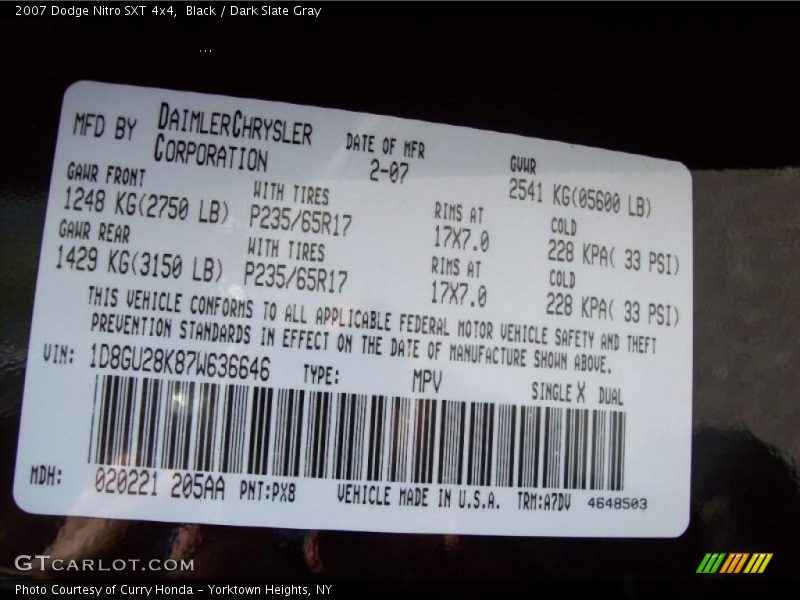 2007 Dodge Nitro SXT 4x4,  Black / Dark Slate Gray
...
MFD BY DAIMLERCHRYSLER CORPORATION DATE OF MFR 2-07 GVWR 2541 KG(05600 LB)
GAWR FRONT WITH TIRES RIMS AT COLD
1248 KG(2750 LB) P235/65R17 17X7.0 228 KPA( 33 PSI)
GAWR REAR WITH TIRES RIMS AT COLD
1429 KG(3150 LB) P235/65R17 17X7.0 228 KPA( 33 PSI)
THIS VEHICLE CONFORMS TO ALL APPLICABLE FEDERAL MOTOR VEHICLE SAFETY AND THEFT
PREVENTION STANDARDS IN EFFECT ON THE DATE OF MANUFACTURE SHOWN ABOVE.
VIN: 1D8GU28K87W636646 TYPE: MPV SINGLE X DUAL
MDH: 020221 205AA PNT:PX8 VEHICLE MADE IN U.S.A. TRM:A7DV 4648503
GTCARLOT.COM
Photo Courtesy of Curry Honda - Yorktown Heights, NY